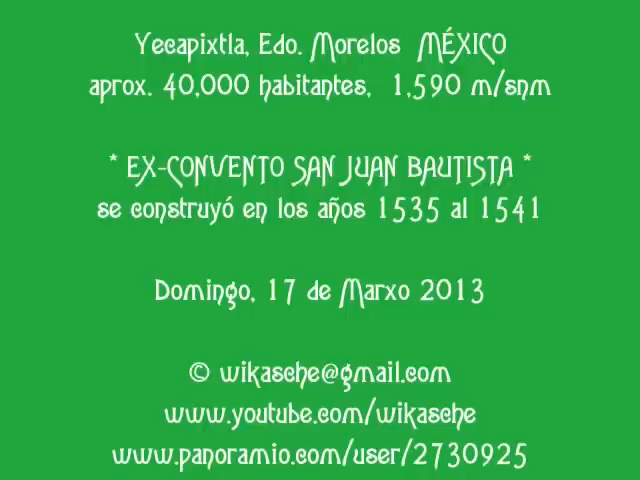 Yecapixtla, Edo. Morelos MÉXICO
aprox. 40,000 habitantes, 1,590 m/snm
* EX-CONVENTO SAN JUAN BAUTISTA *
se construyó en los años 1535 al 1541
Domingo, 17 de Marxo 2013
© wikasche@gmail.com
www.youtube.com/wikasche
www.panoramio.com/user/2730925